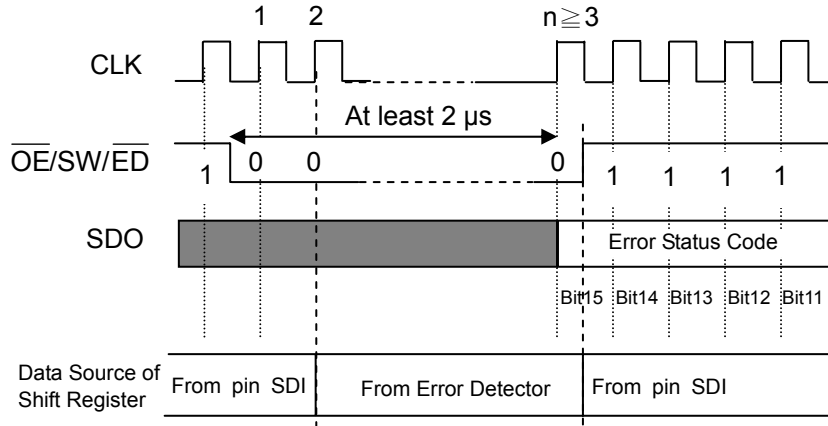 1 2 n≧3
CLK
At least 2 μs
OE/SW/ED
1 0 0 0 1 1 1 1
SDO
Error Status Code
Bit15 Bit14 Bit13 Bit12 Bit11
Data Source of
Shift Register
From pin SDI From Error Detector From pin SDI